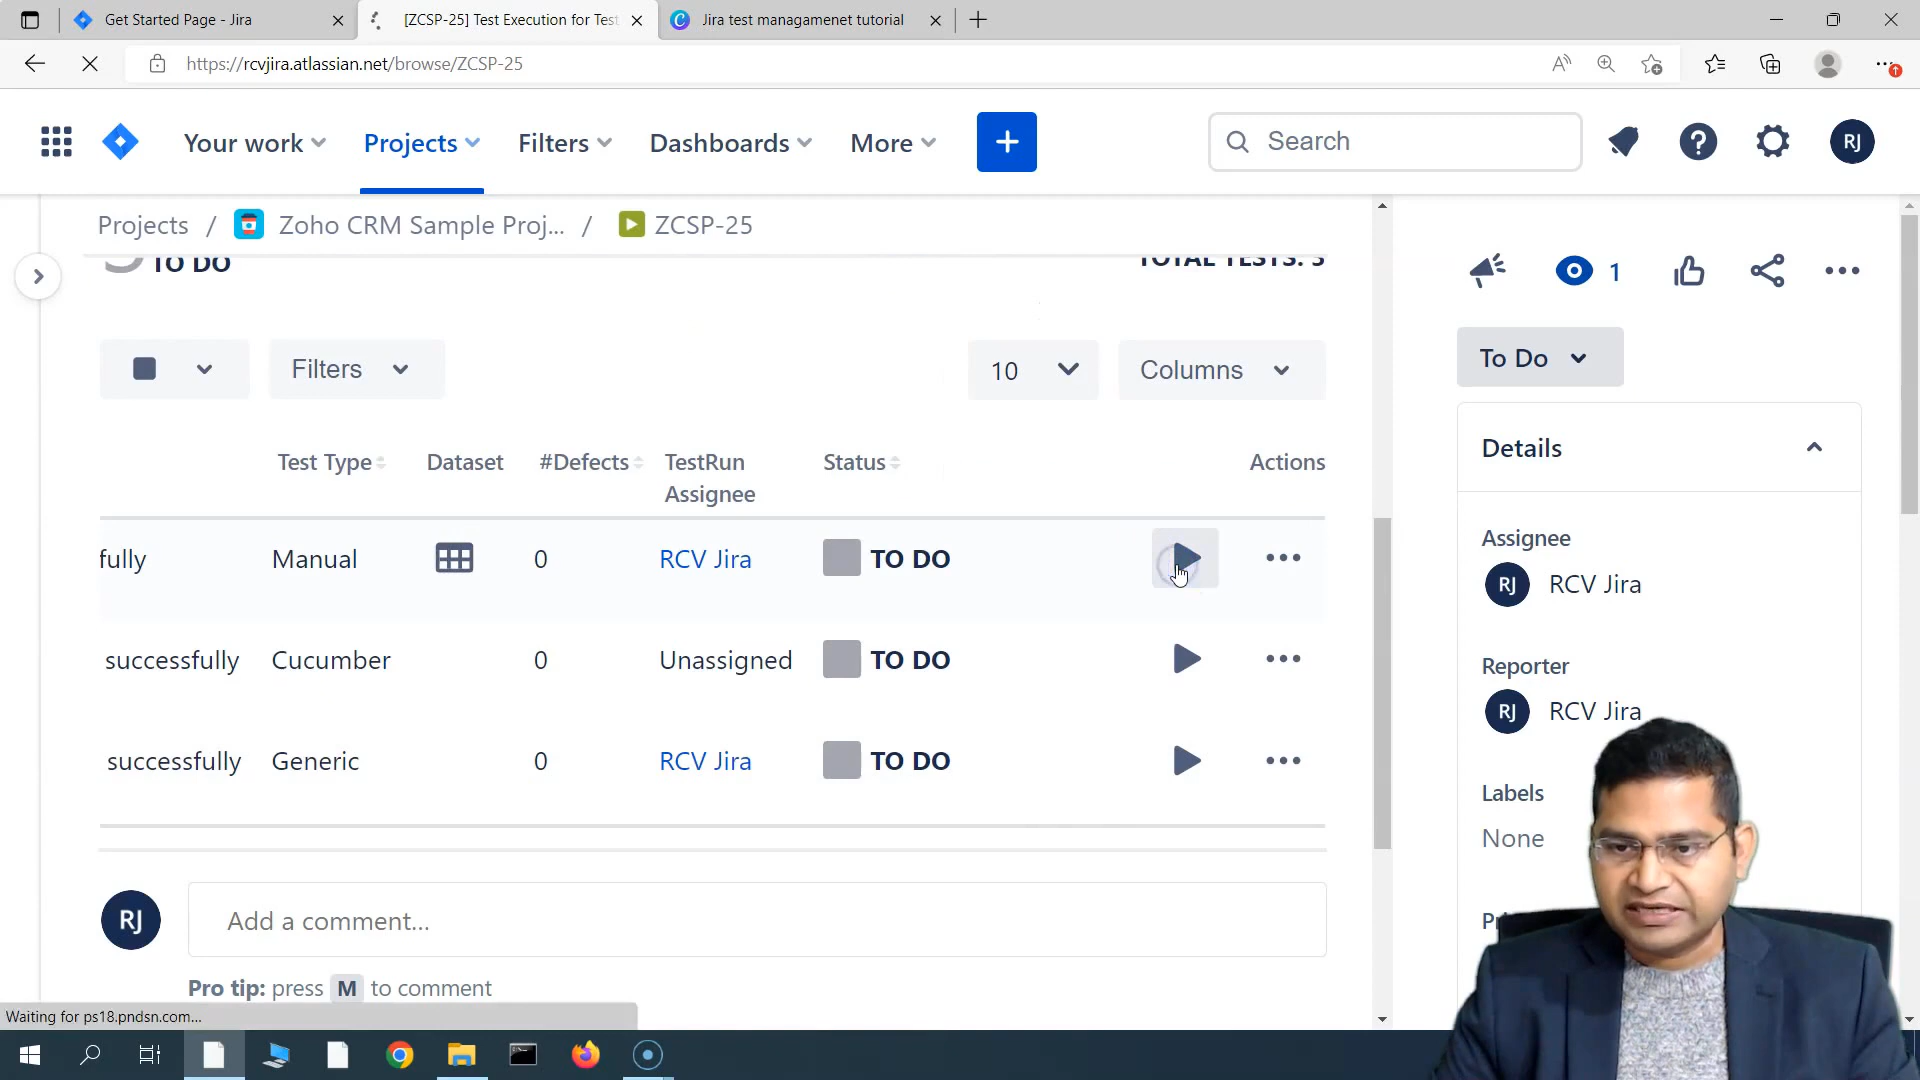 Get Started Page - Jira
[ZCSP-25] Test Execution for Test
Jira test managamenet tutorial
https://rcvjira.atlassian.net/browse/ZCSP-25
Your work
Projects
Filters
Dashboards
More
Search
RJ
Projects / Zoho CRM Sample Proj... / ZCSP-25
TO DO
TOTAL TESTS: 3
1
Filters
10
Columns
To Do
Details
Test Type
Dataset
#Defects
TestRun Assignee
Status
Actions
fully Manual 0 RCV Jira TO DO
successfully Cucumber 0 Unassigned TO DO
successfully Generic 0 RCV Jira TO DO
Assignee
RJ RCV Jira
Reporter
RJ RCV Jira
Labels
None
RJ
Add a comment...
Pro tip: press M to comment
Waiting for ps18.pndsn.com...